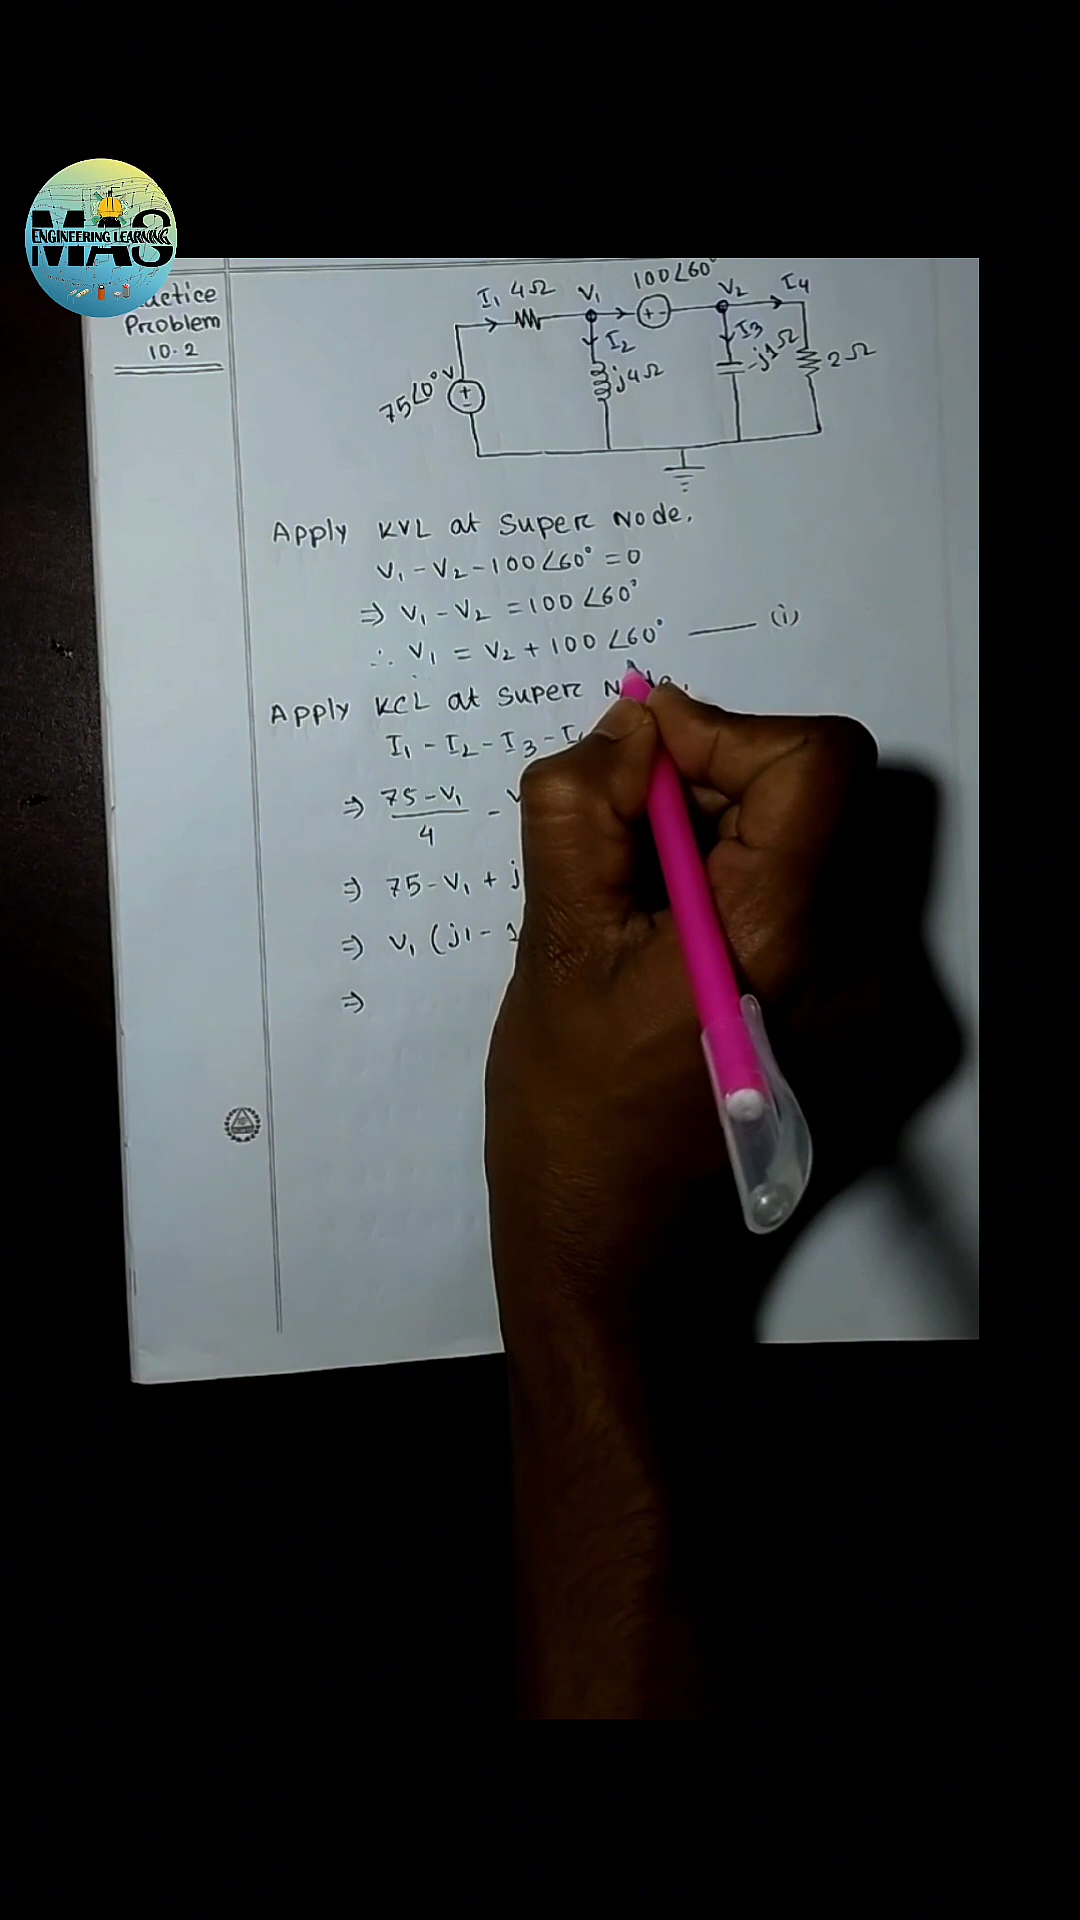 MAS
ENGINEERING LEARNING
Problem
10.2
I₁ 4Ω V₁ 100∠60° V₂ I₄
I₂ I₃
75∠0° V
j4Ω -j1Ω 2Ω
Apply KVL at Super Node.
V₁ - V₂ - 100∠60° = 0
⇒ V₁ - V₂ = 100∠60°
∴ V₁ = V₂ + 100∠60° —— (i)
Apply KCL at Super
I₁ - I₂ - I₃ -
⇒ 75-V₁/4 -
⇒ 75 - V₁ + j
⇒ V₁ (j1 - 1
⇒